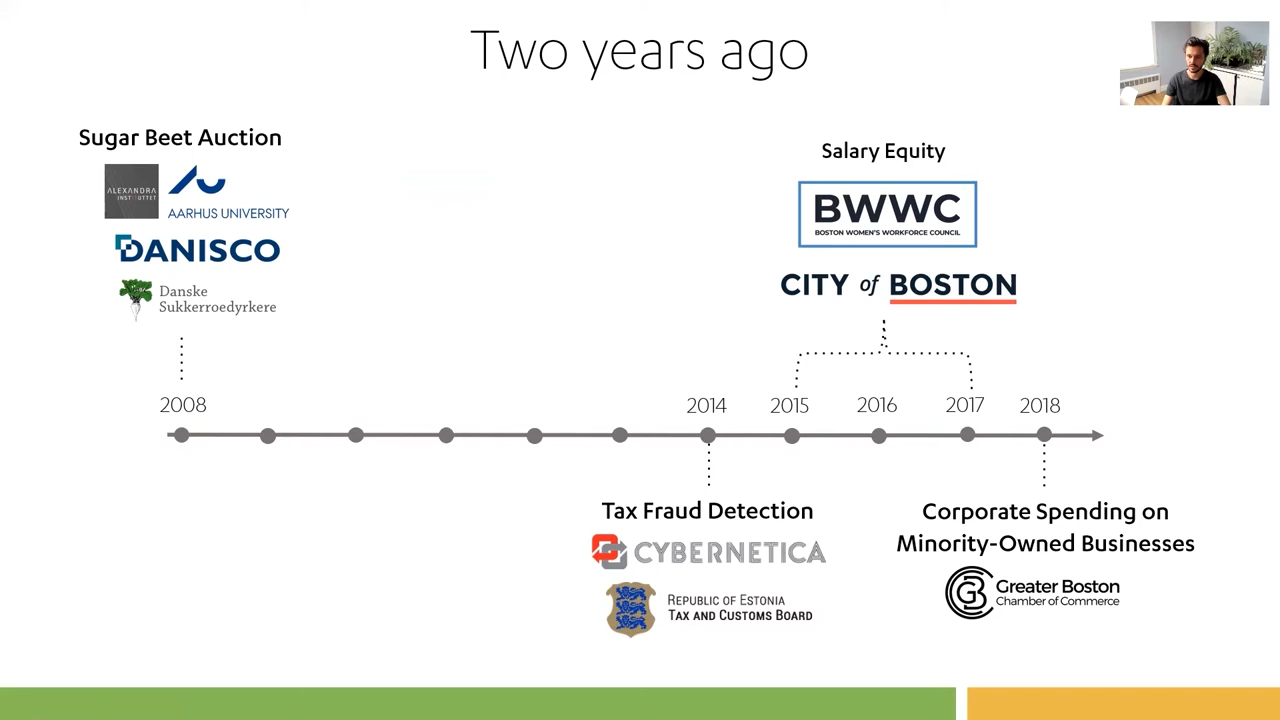 Two years ago
Sugar Beet Auction
ALEXANDRA
INSTITUTTET
AARHUS UNIVERSITY
DANISCO
Danske
Sukkerroedyrkere
Salary Equity
BWWC
BOSTON WOMEN'S WORKFORCE COUNCIL
CITY of BOSTON
2008
2014
2015
2016
2017
2018
Tax Fraud Detection
CYBERNETICA
REPUBLIC OF ESTONIA
TAX AND CUSTOMS BOARD
Corporate Spending on
Minority-Owned Businesses
GB
Greater Boston
Chamber of Commerce